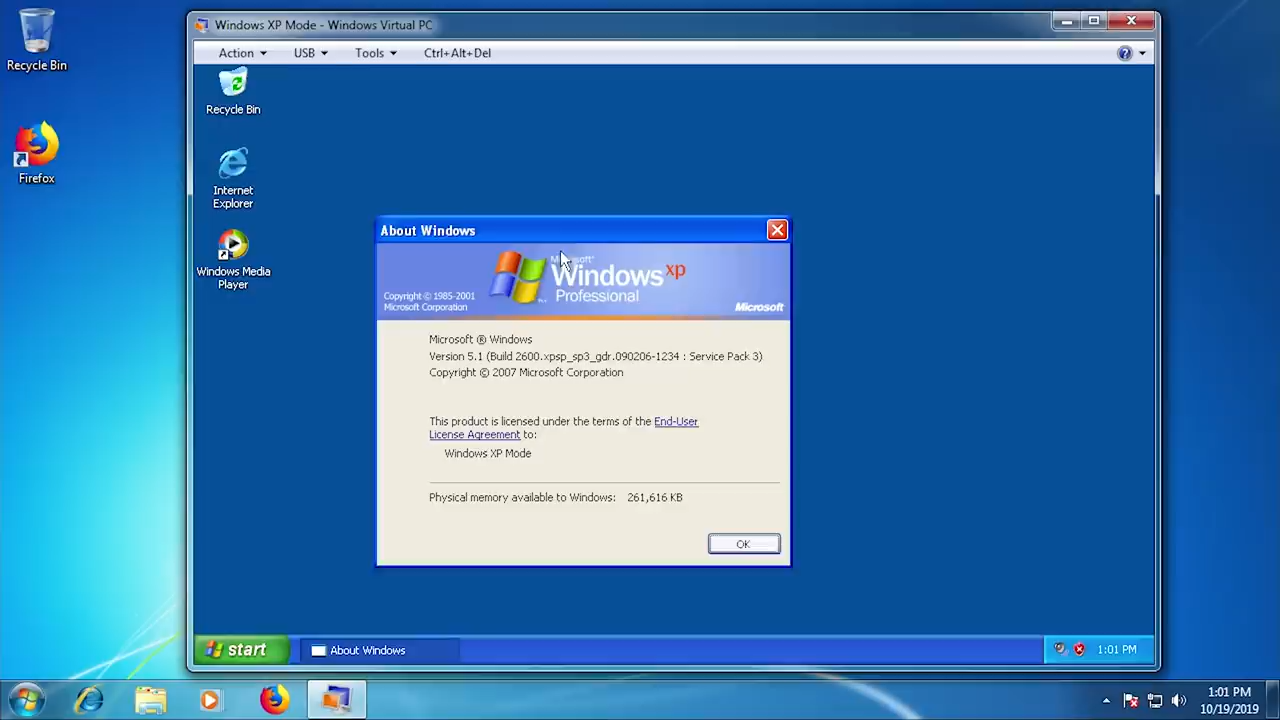 Recycle Bin
Firefox
Windows XP Mode - Windows Virtual PC
Action
USB
Tools
Ctrl+Alt+Del
Recycle Bin
Internet
Explorer
Windows Media
Player
About Windows
Microsoft®
Windows xp
Professional
Copyright © 1985-2001
Microsoft Corporation
Microsoft
Microsoft ® Windows
Version 5.1 (Build 2600.xpsp_sp3_gdr.090206-1234 : Service Pack 3)
Copyright © 2007 Microsoft Corporation
This product is licensed under the terms of the End-User
License Agreement to:
Windows XP Mode
Physical memory available to Windows: 261,616 KB
OK
start
About Windows
1:01 PM
1:01 PM
10/19/2019